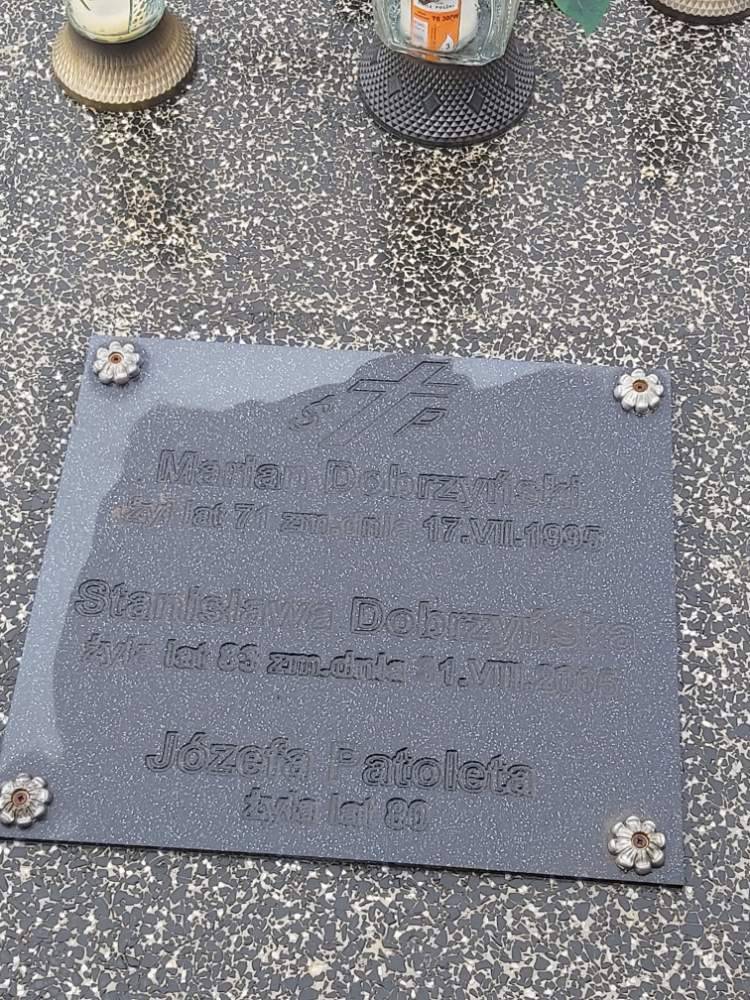 Ś P
Marian Dobrzyński
żył lat 71 zm.dnia 17.VII.1995
Stanisława Dobrzyńska
żyła lat 83 zm.dnia
Józefa Patoleta
żyła lat 80